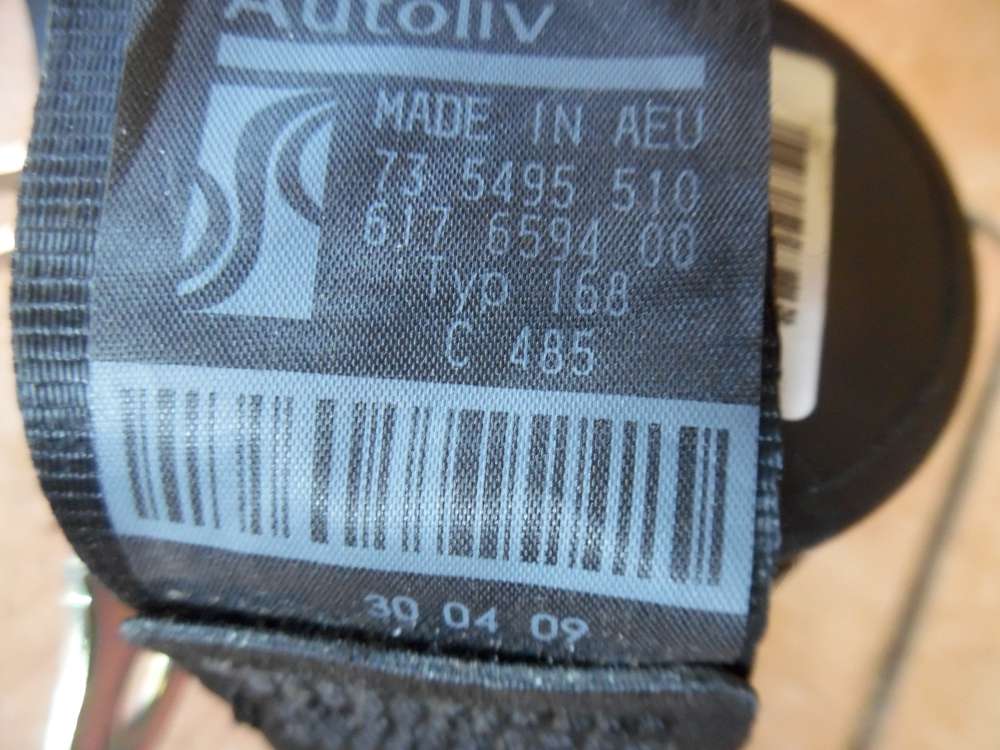 Autoliv
MADE IN AEU
73 5495 510
617 6594 00
Typ 168
C 485
30 04 09